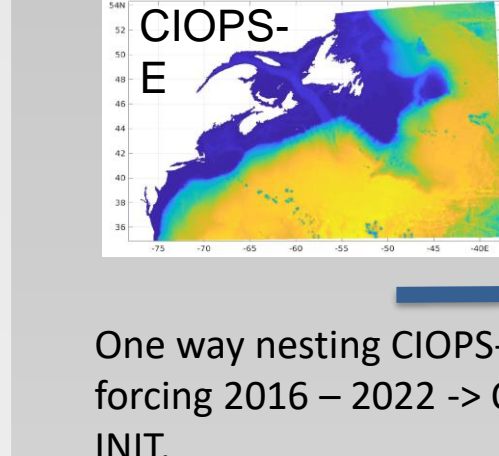 54N
CIOPS-
52
50
E
48
46
44
42
40
38
36
-75 -70 -65 -60 -55 -50 -45 -40E
One way nesting CIOPS-
forcing 2016 – 2022 ->
INIT.